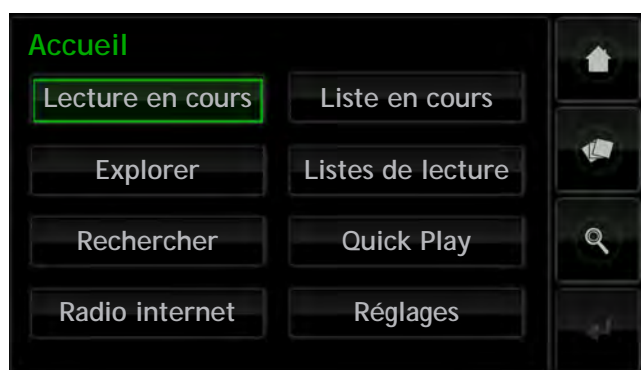 Accueil
Lecture en cours
Liste en cours
Explorer
Listes de lecture
Rechercher
Quick Play
Radio internet
Réglages